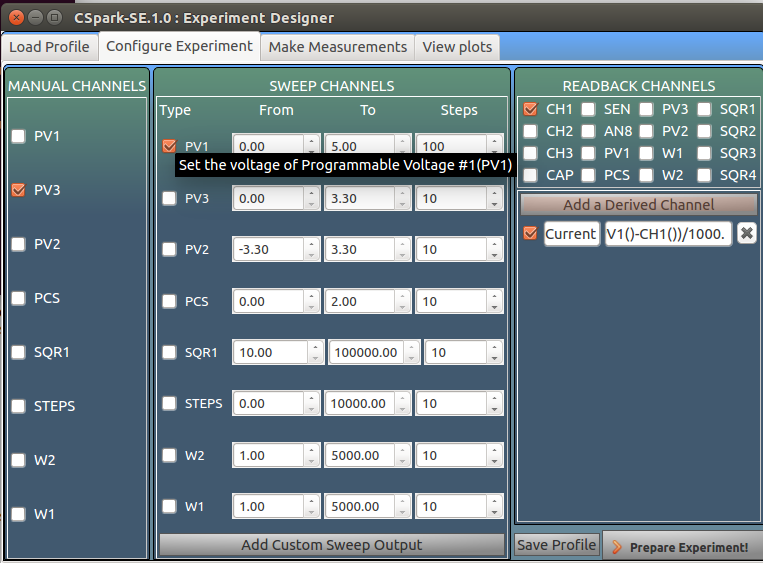 CSpark-SE.1.0 : Experiment Designer
Load Profile Configure Experiment Make Measurements View plots
MANUAL CHANNELS
PV1
PV3
PV2
PCS
SQR1
STEPS
W2
W1
SWEEP CHANNELS
Type From To Steps
PV1 0.00 5.00 100
Set the voltage of Programmable Voltage #1(PV1)
PV3 0.00 3.30 10
PV2 -3.30 3.30 10
PCS 0.00 2.00 10
SQR1 10.00 100000.00 10
STEPS 0.00 10000.00 10
W2 1.00 5000.00 10
W1 1.00 5000.00 10
Add Custom Sweep Output
READBACK CHANNELS
CH1 SEN PV3 SQR1
CH2 AN8 PV2 SQR2
CH3 PV1 W1 SQR3
CAP PCS W2 SQR4
Add a Derived Channel
Current V1()-CH1())/1000.
Save Profile Prepare Experiment!